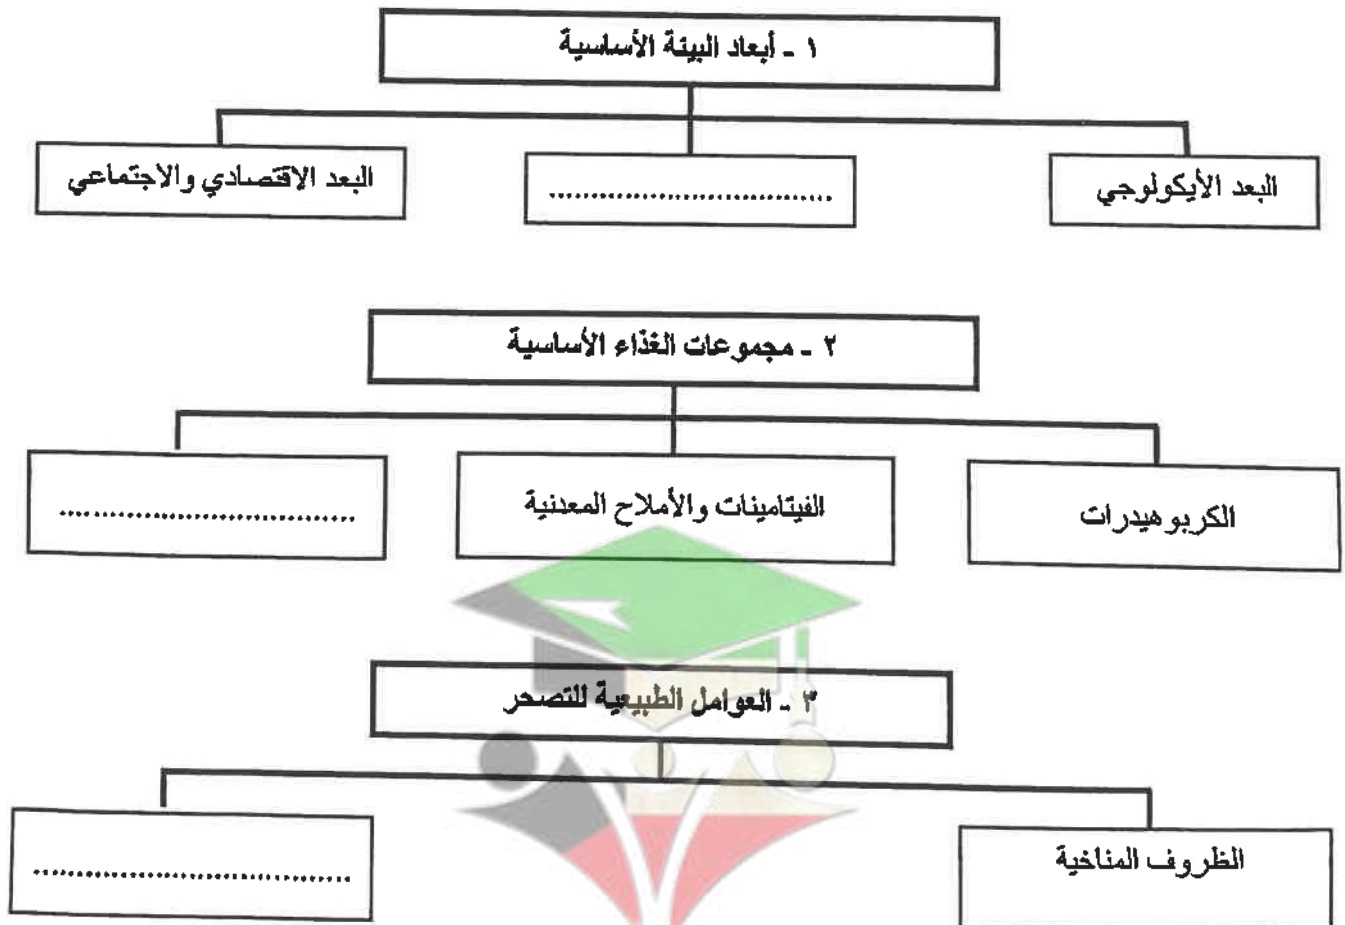 ١ - أبعاد البيئة الأساسية
البعد الأيكولوجي
................................
البعد الاقتصادي والاجتماعي
٢ - مجموعات الغذاء الأساسية
الكربوهيدرات
الفيتامينات والأملاح المعدنية
................................
٣ - العوامل الطبيعية للتصحر
الظروف المناخية
................................